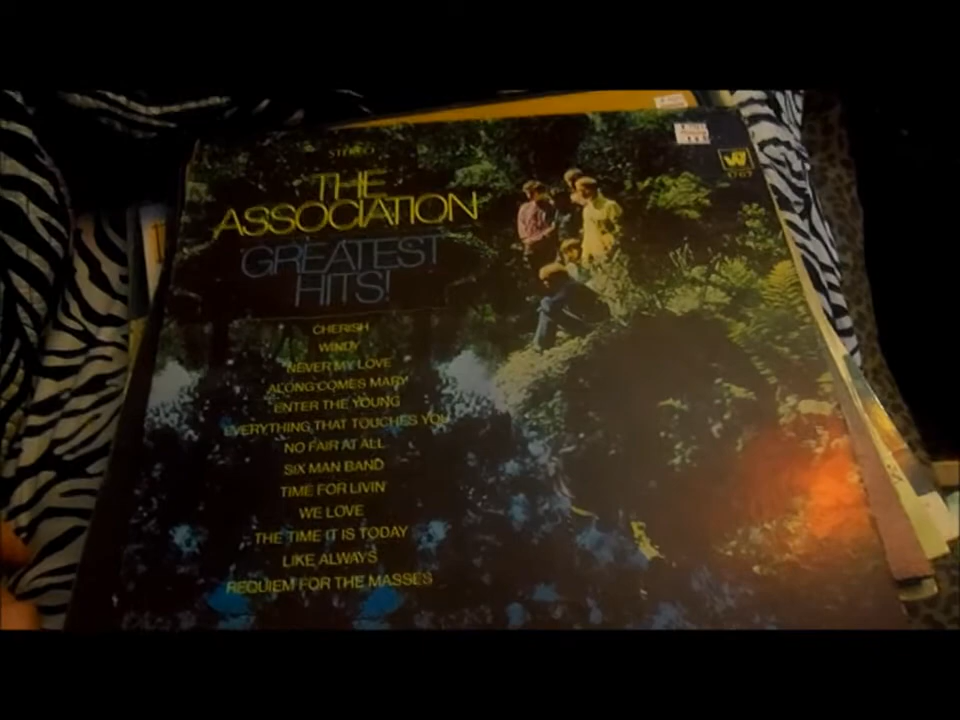 STEREO
THE
ASSOCIATION
GREATEST
HITS!
W
1767
CHERISH
WINDY
NEVER MY LOVE
ALONG COMES MARY
ENTER THE YOUNG
EVERYTHING THAT TOUCHES YOU
NO FAIR AT ALL
SIX MAN BAND
TIME FOR LIVIN'
WE LOVE
THE TIME IT IS TODAY
LIKE ALWAYS
REQUIEM FOR THE MASSES